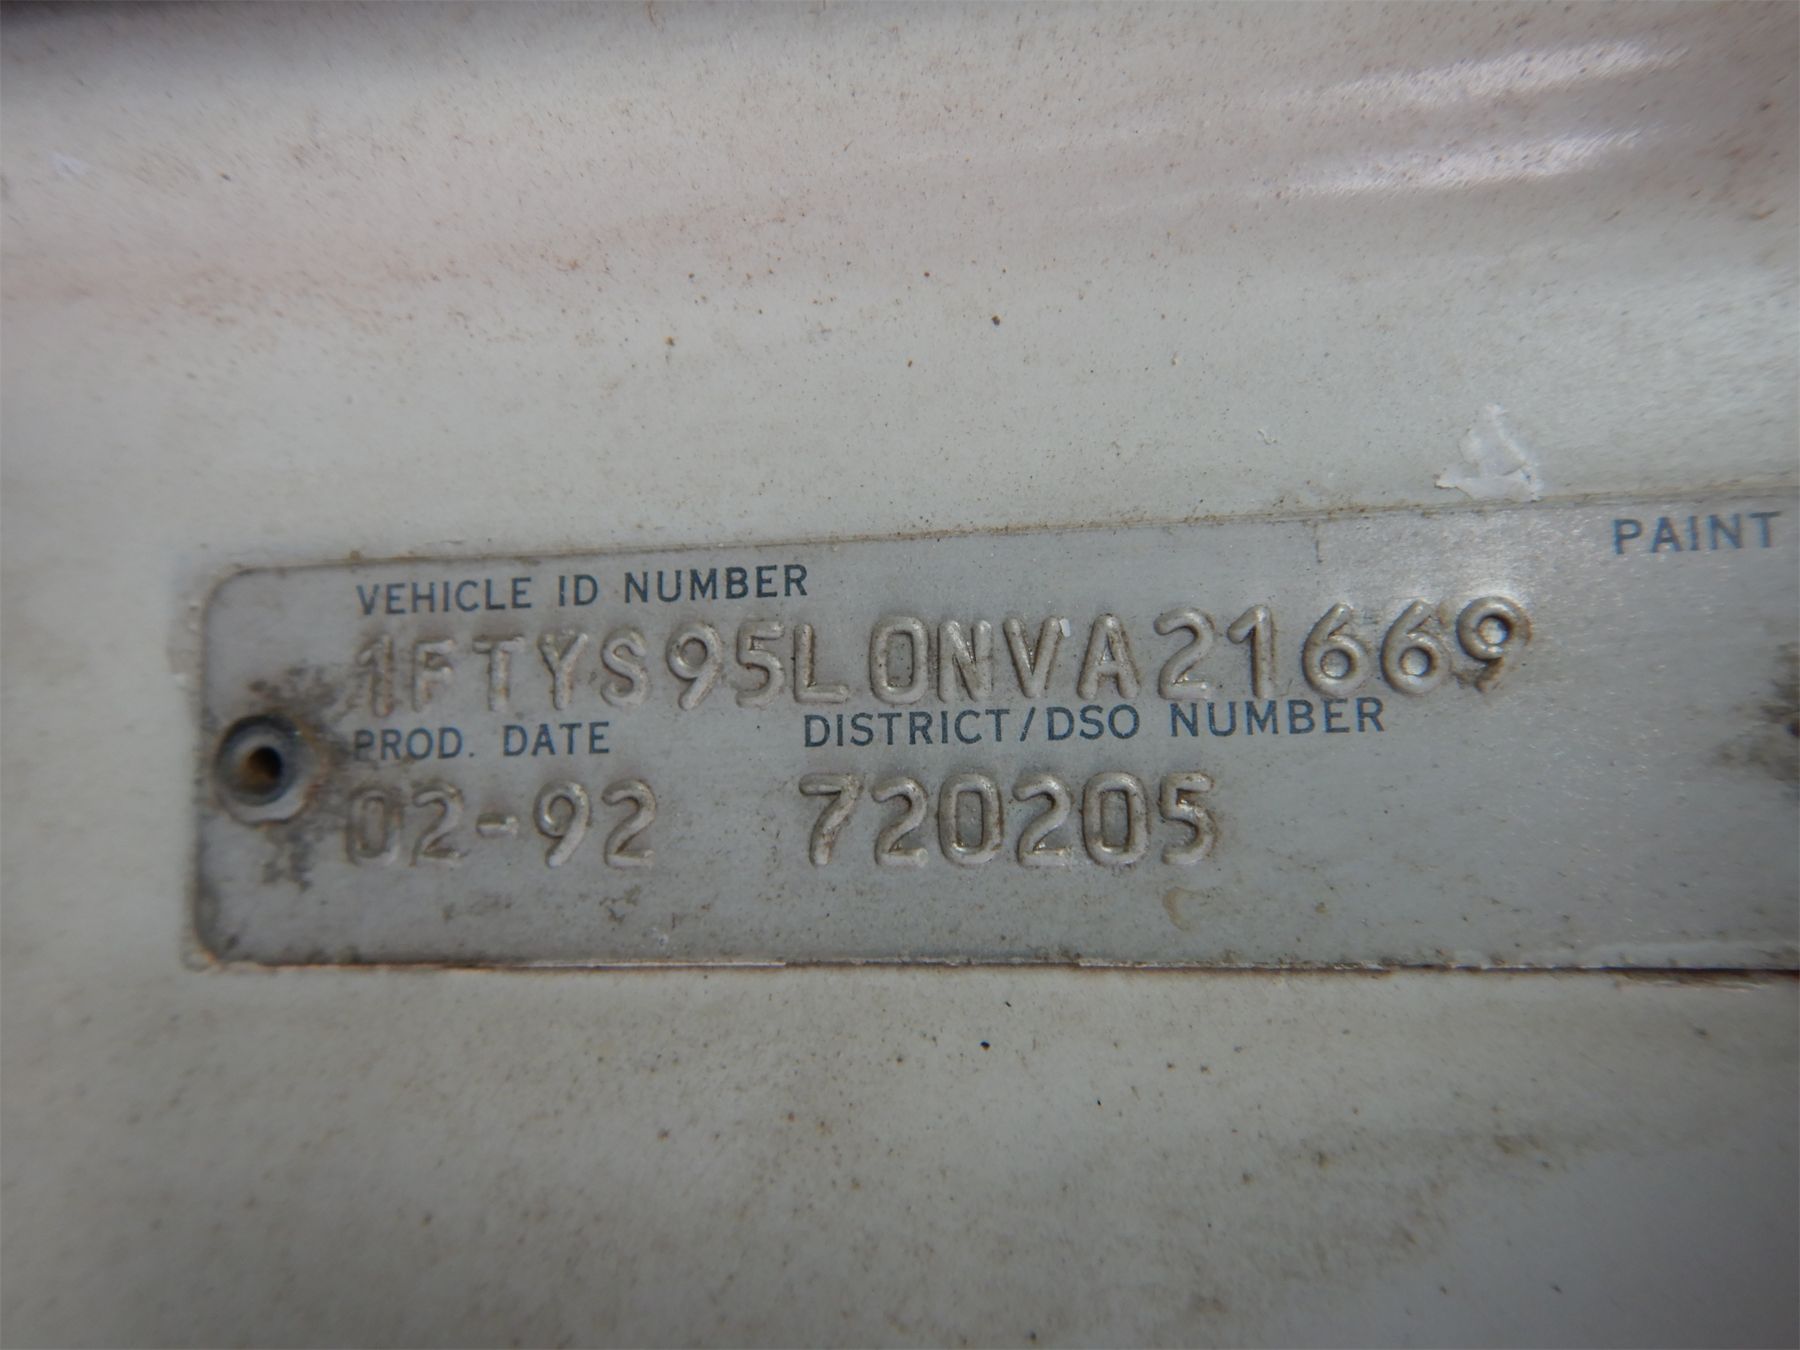 PAINT
VEHICLE ID NUMBER
1FTYS95L0NVA21669
PROD. DATE DISTRICT/DSO NUMBER
02-92 720205